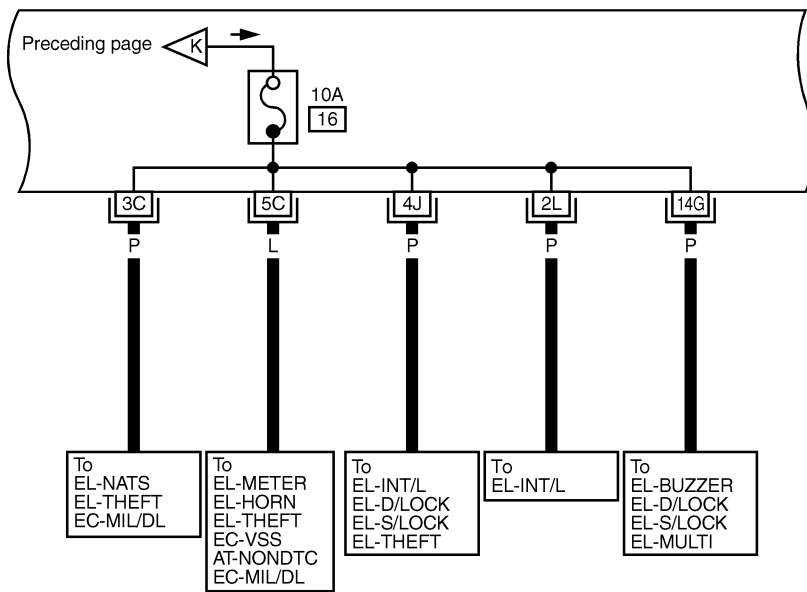 Preceding page
K
10A
16
3C
5C
4J
2L
14G
P
L
P
P
P
To
EL-NATS
EL-THEFT
EC-MIL/DL
To
EL-METER
EL-HORN
EL-THEFT
EC-VSS
AT-NONDTC
EC-MIL/DL
To
EL-INT/L
EL-D/LOCK
EL-S/LOCK
EL-THEFT
To
EL-INT/L
To
EL-BUZZER
EL-D/LOCK
EL-S/LOCK
EL-MULTI